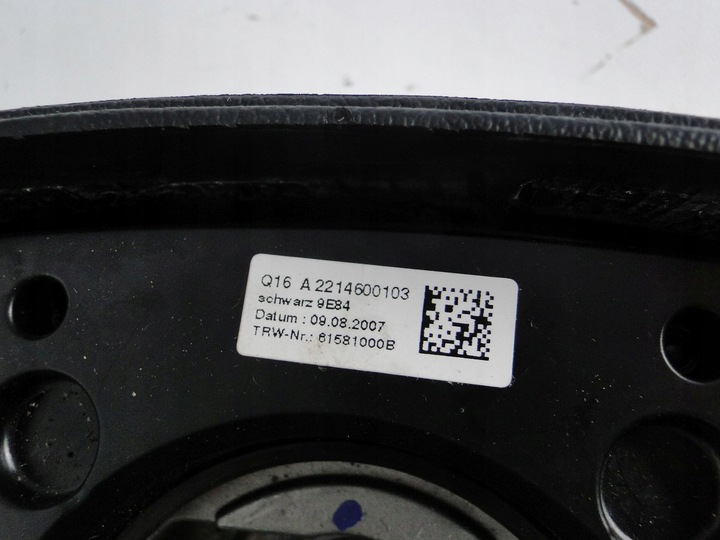 Q16 A 2214600103
schwarz 9E84
Datum : 09.08.2007
TRW-Nr.: 61581000B